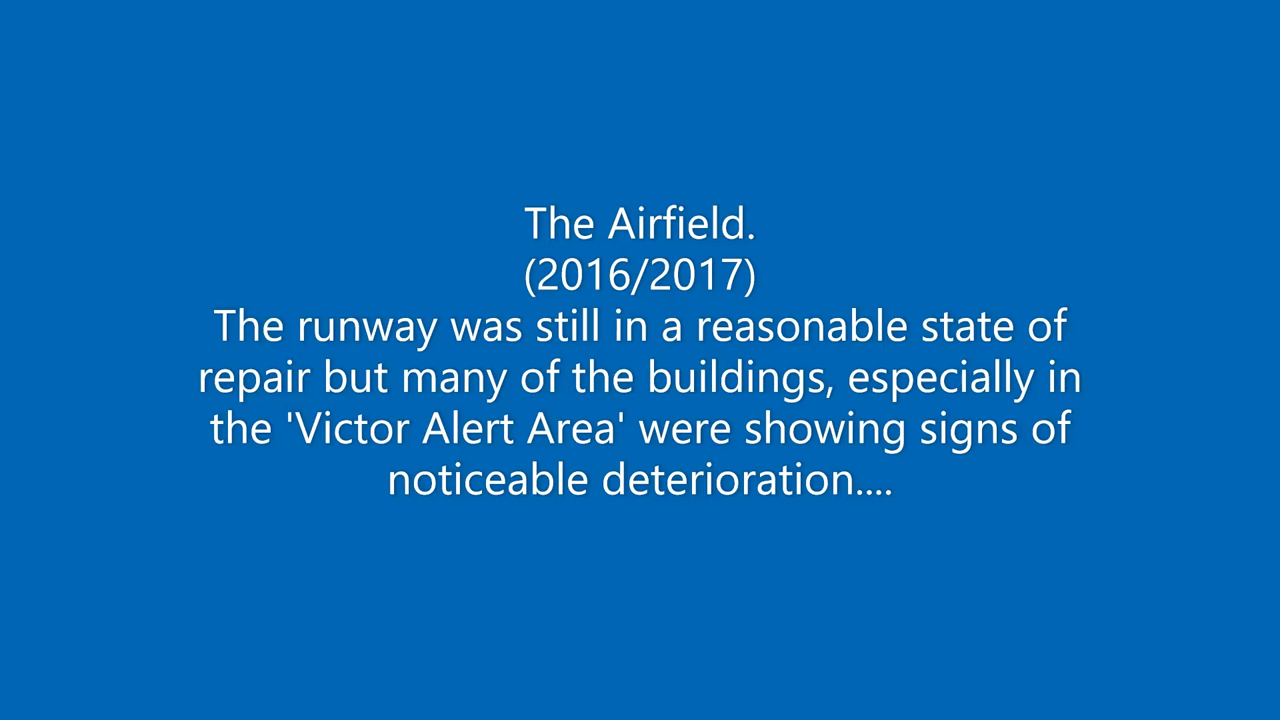 The Airfield.
(2016/2017)
The runway was still in a reasonable state of
repair but many of the buildings, especially in
the 'Victor Alert Area' were showing signs of
noticeable deterioration....